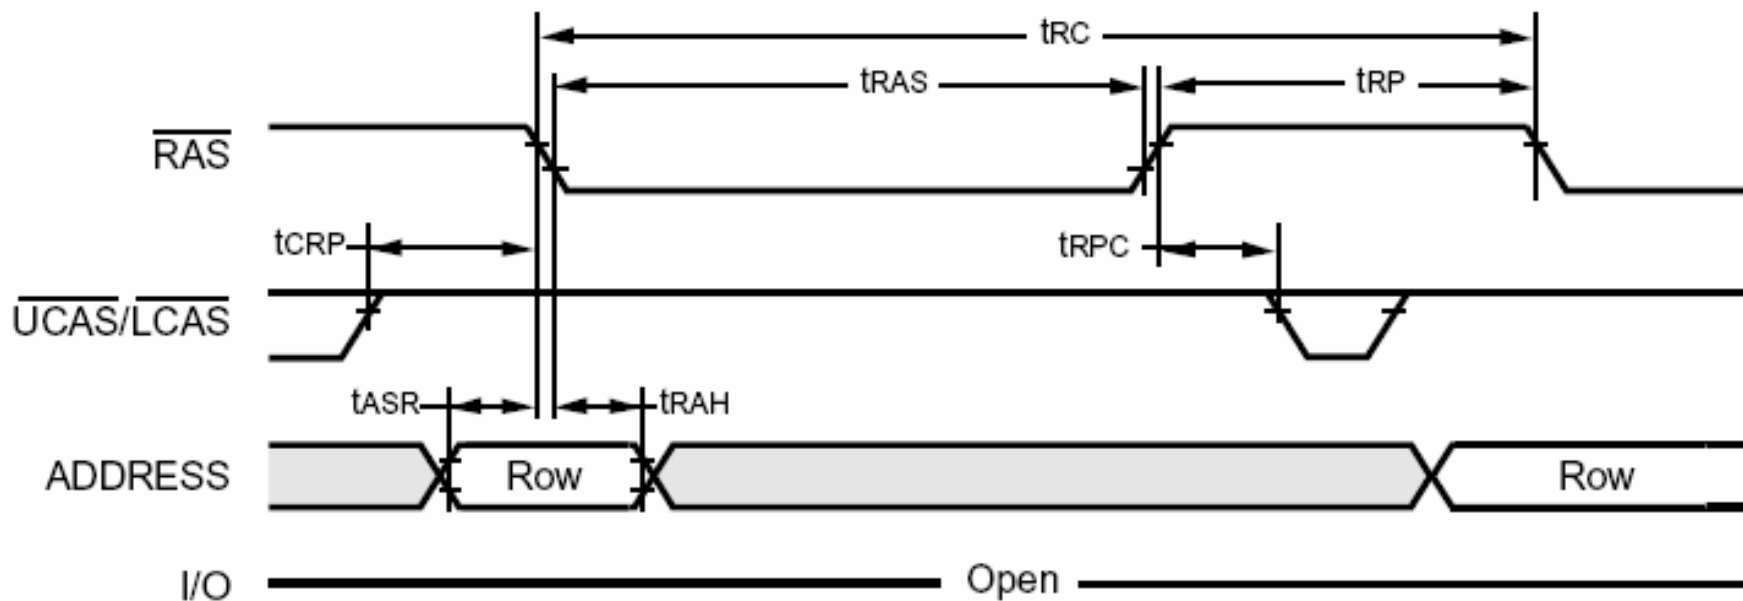 tRC
tRAS
tRP
RAS
tCRP
tRPC
UCAS/LCAS
tASR
tRAH
ADDRESS
Row
Row
I/O
Open